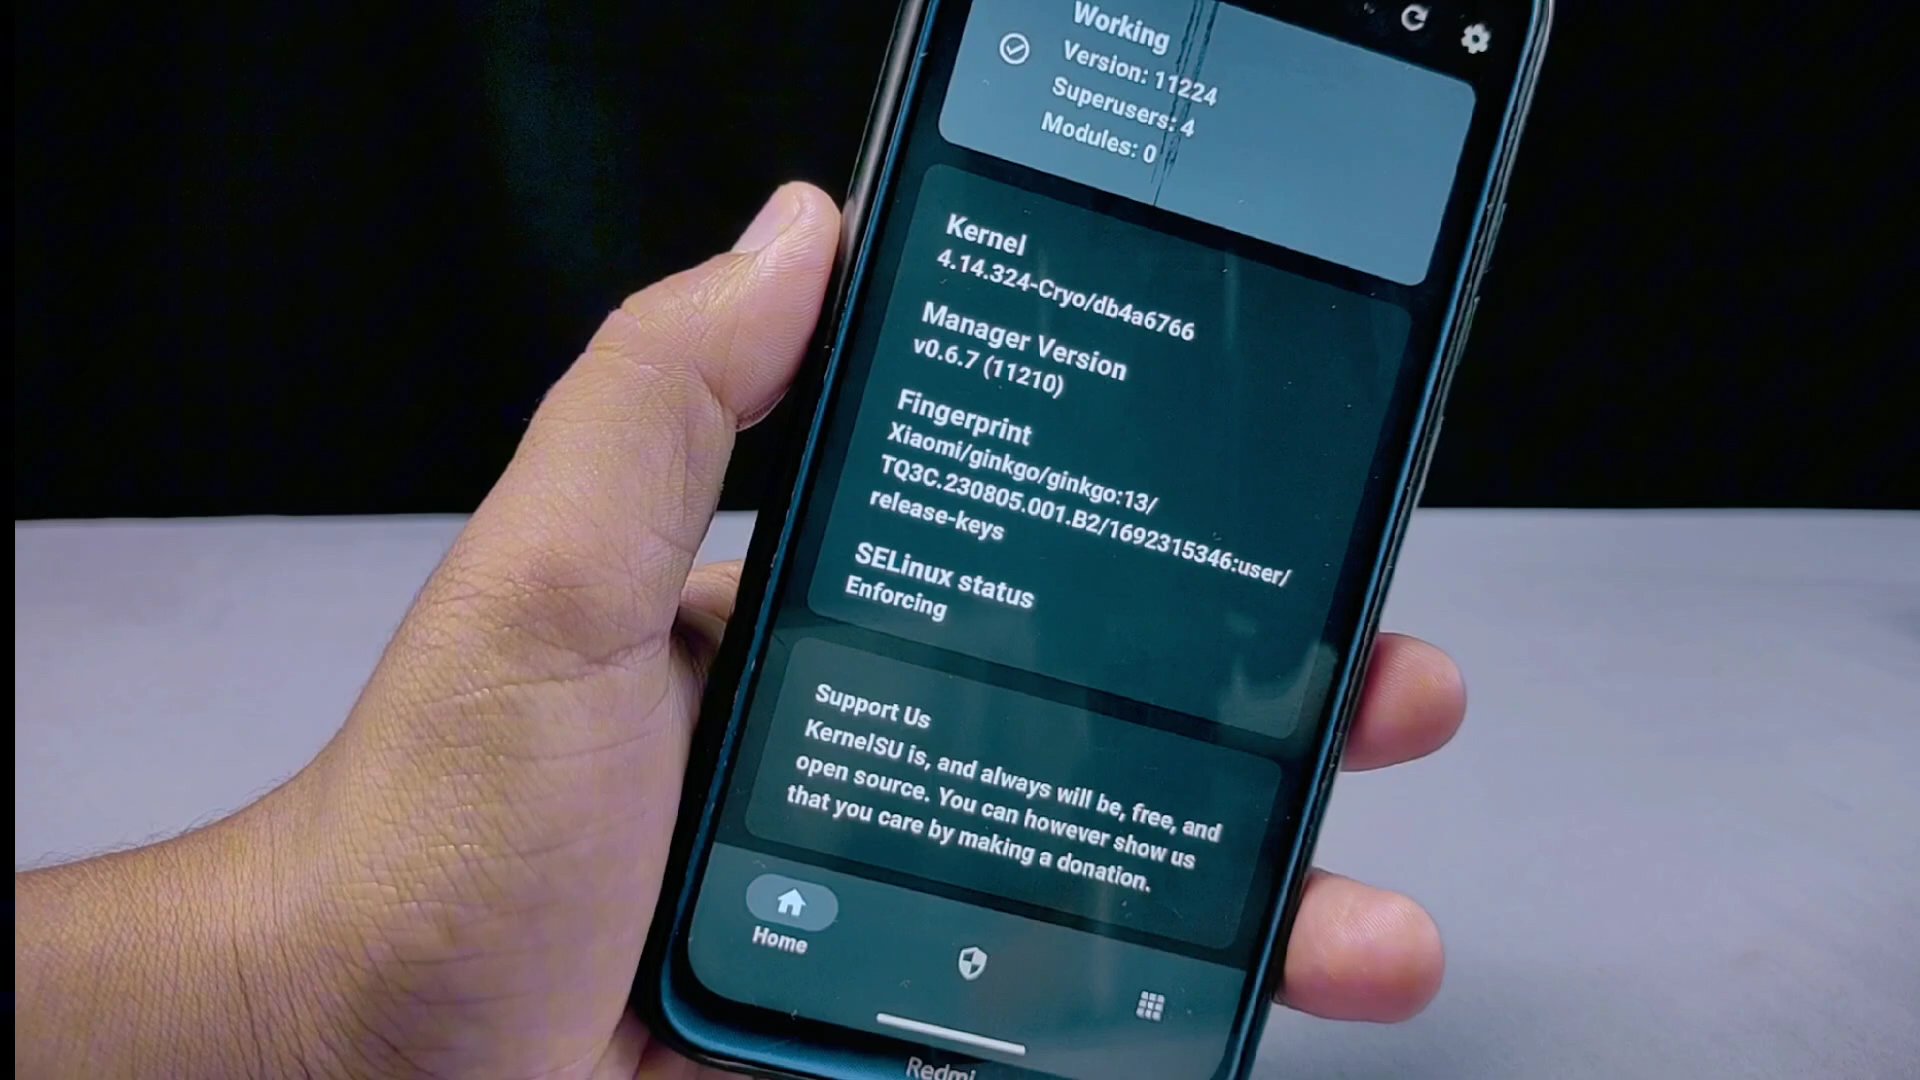 Working
Version: 11224
Superusers: 4
Modules: 0
Kernel
4.14.324-Cryo/db4a6766
Manager Version
v0.6.7 (11210)
Fingerprint
Xiaomi/ginkgo/ginkgo:13/
TQ3C.230805.001.B2/1692315346:user/
release-keys
SELinux status
Enforcing
Support Us
KernelSU is, and always will be, free, and
open source. You can however show us
that you care by making a donation.
Home
Redmi